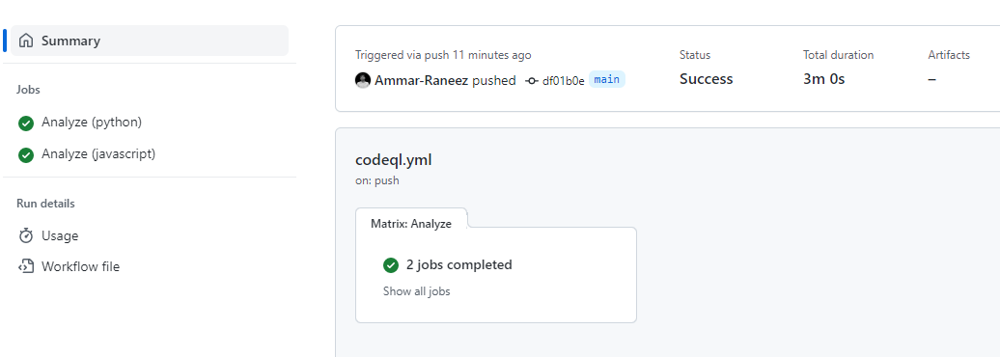 Summary
Jobs
Analyze (python)
Analyze (javascript)
Run details
Usage
Workflow file
Triggered via push 11 minutes ago
Ammar-Raneez pushed df01b0e main
Status
Success
Total duration
3m 0s
Artifacts
–
codeql.yml
on: push
Matrix: Analyze
2 jobs completed
Show all jobs